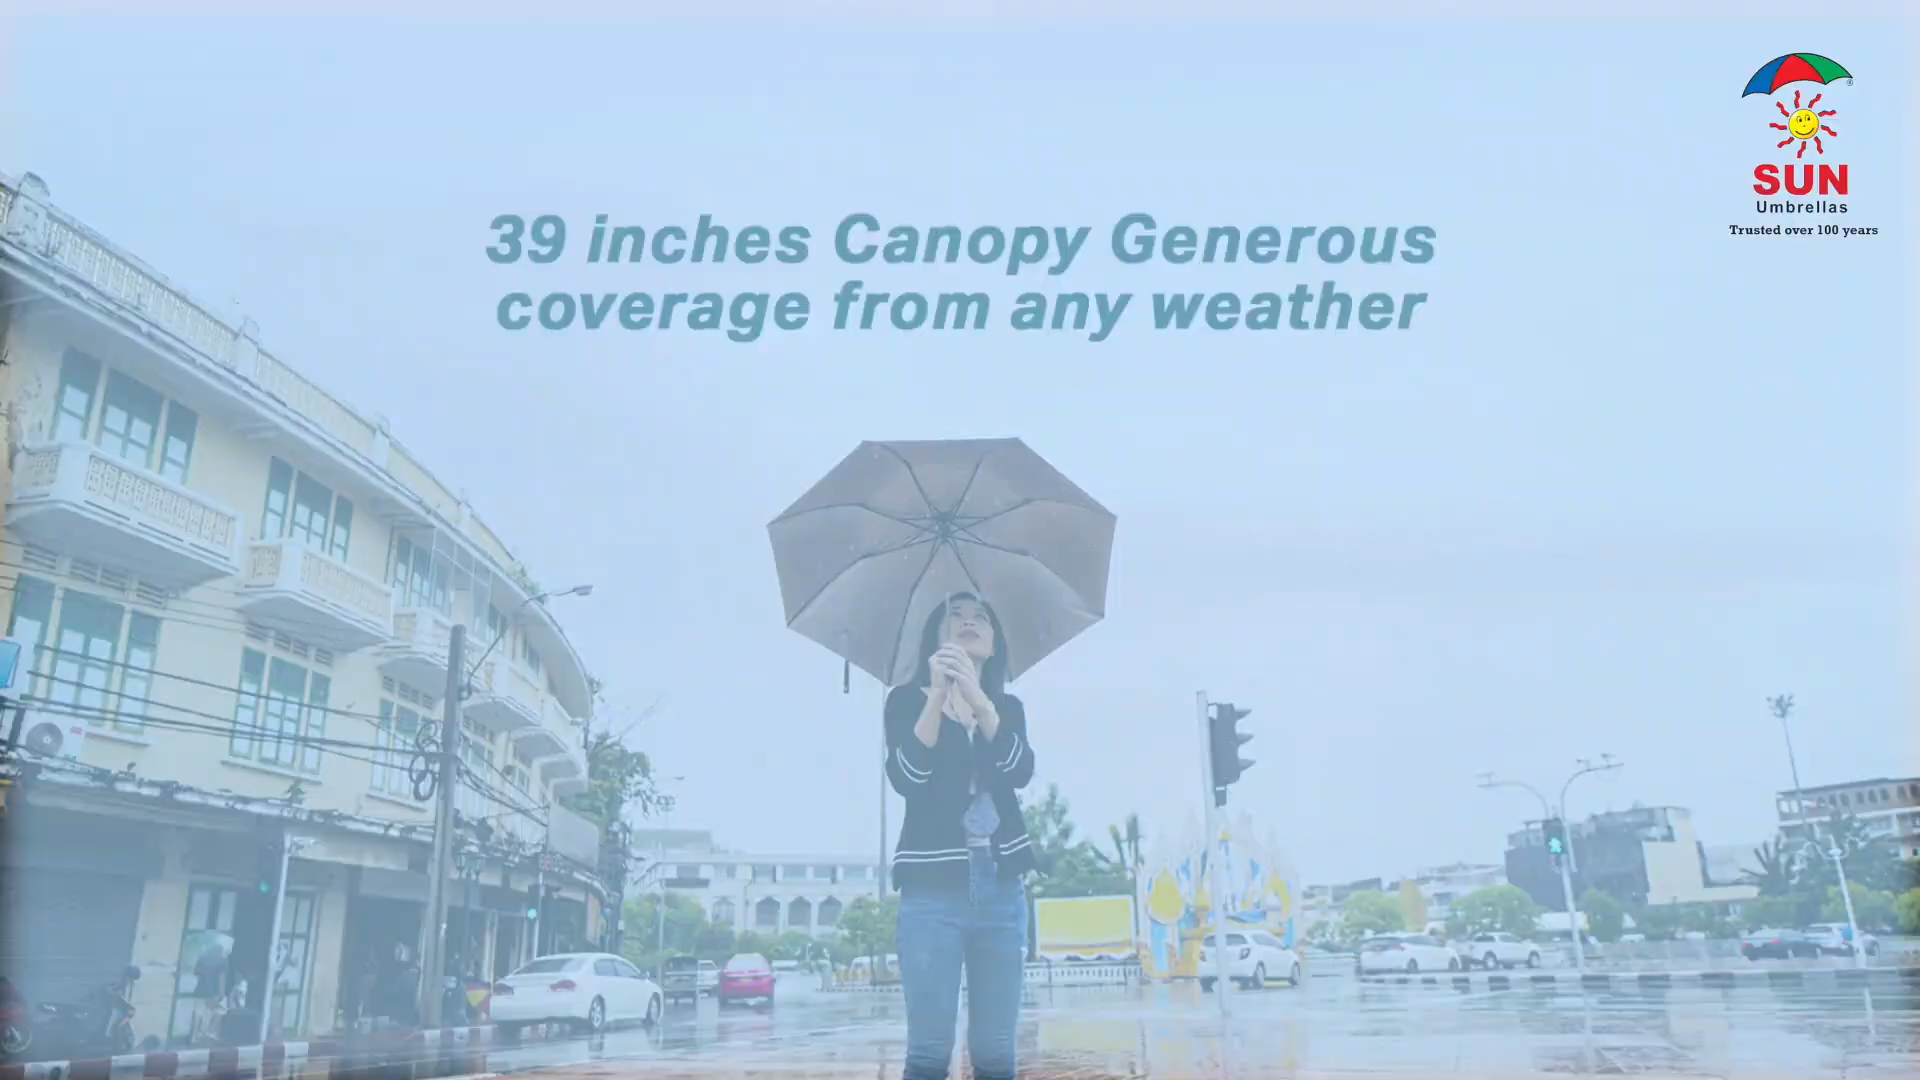 39 inches Canopy Generous
coverage from any weather
SUN
Umbrellas
Trusted over 100 years